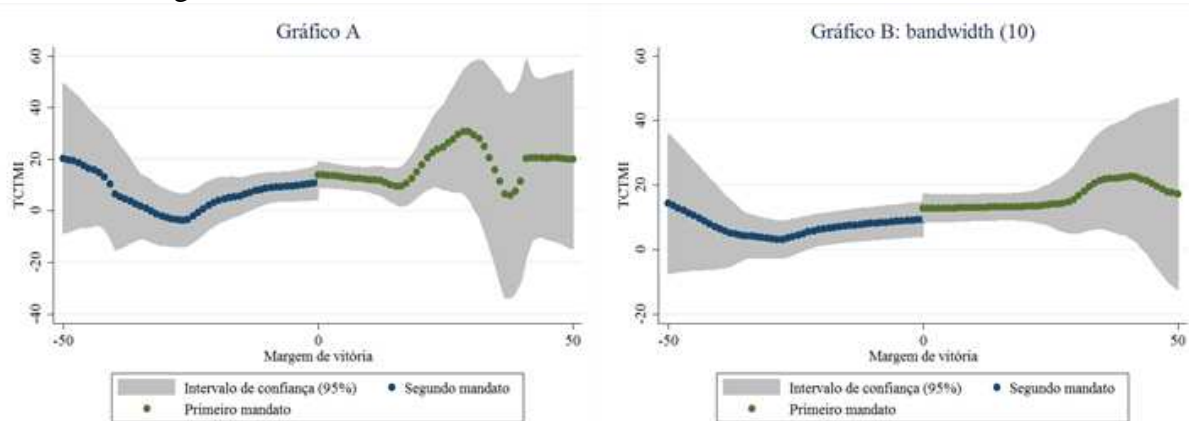 Gráfico A
60
40
20
0
-20
-40
TCTMI
-50
0
50
Margem de vitória
Intervalo de confiança (95%)
Segundo mandato
Primeiro mandato
Gráfico B: bandwidth (10)
60
40
20
0
-20
TCTMI
-50
0
50
Margem de vitória
Intervalo de confiança (95%)
Segundo mandato
Primeiro mandato